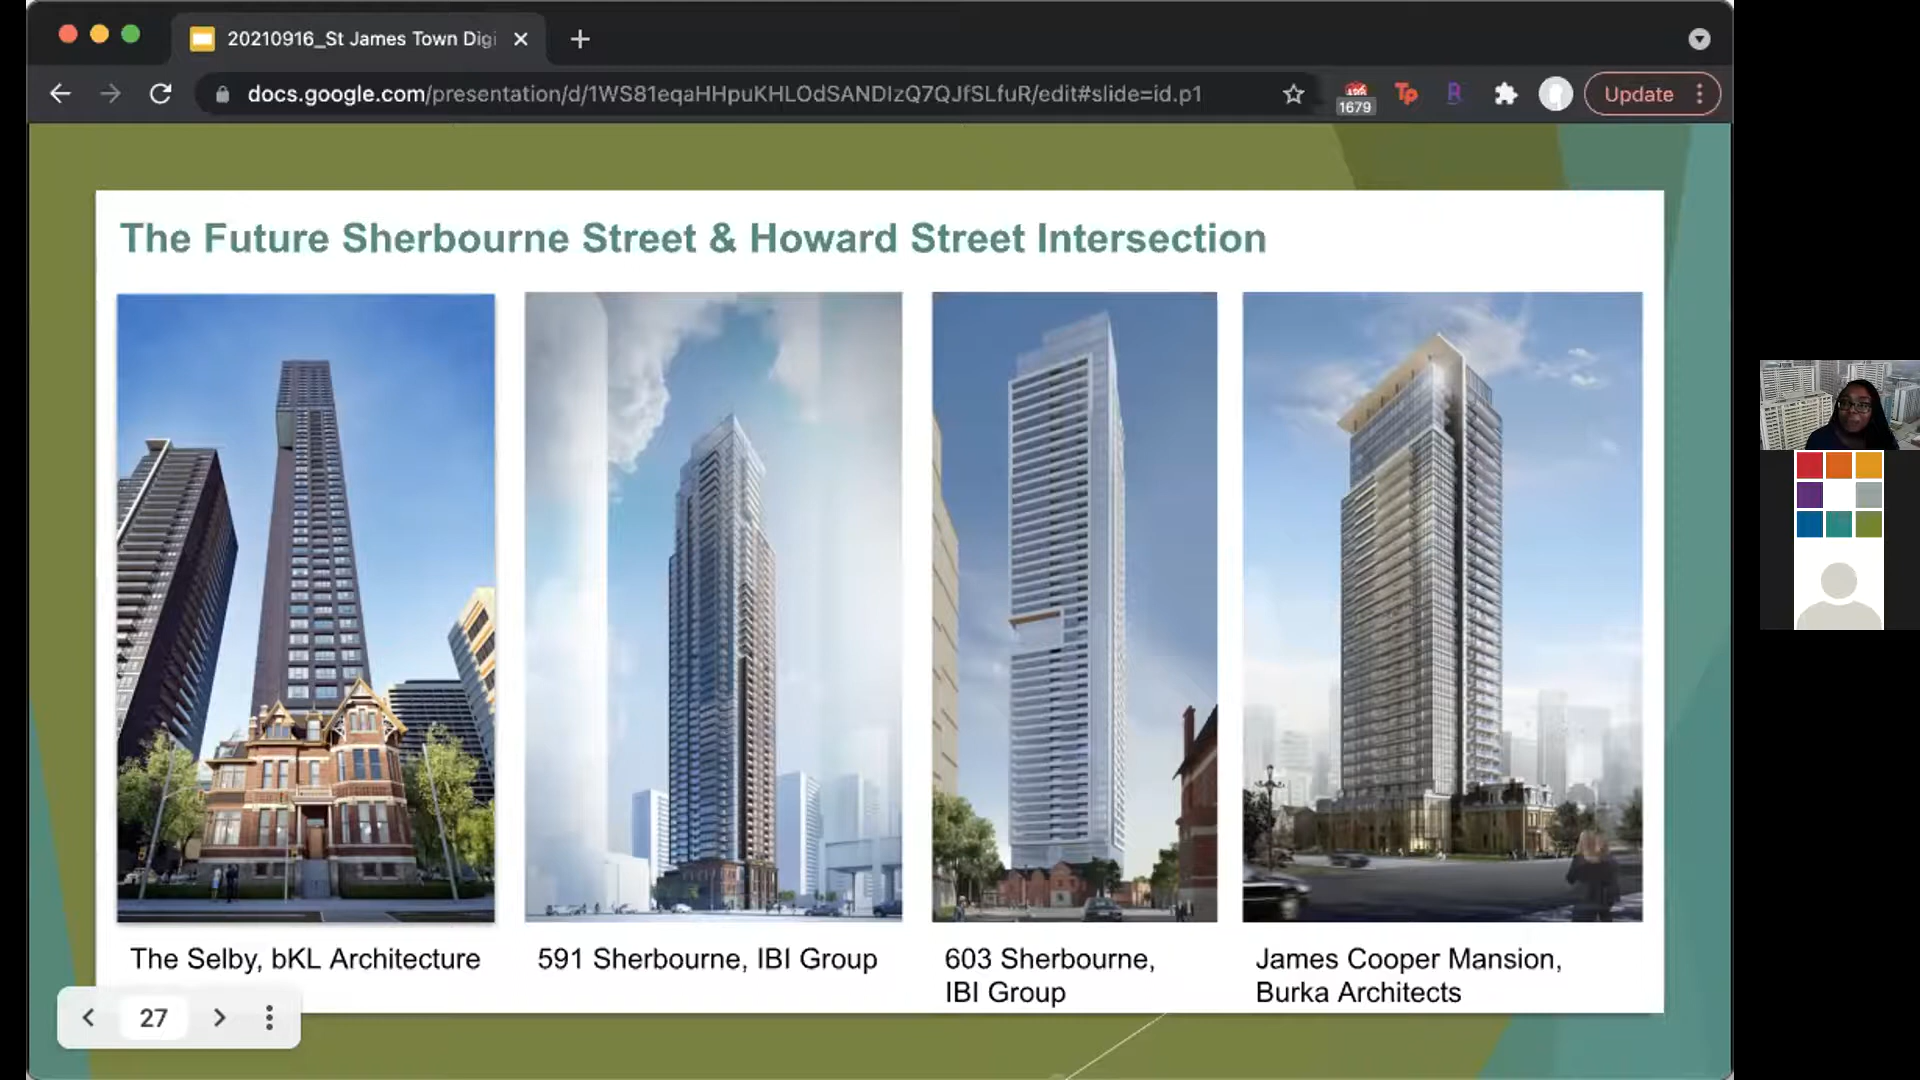 20210916_St James Town Digi
docs.google.com/presentation/d/1WS81eqaHHpuKHLOdSANDIzQ7QJfSLfuR/edit#slide=id.p1
1679
Tp
R
Update
The Future Sherbourne Street & Howard Street Intersection
The Selby, bKL Architecture
591 Sherbourne, IBI Group
603 Sherbourne,
IBI Group
James Cooper Mansion,
Burka Architects
27